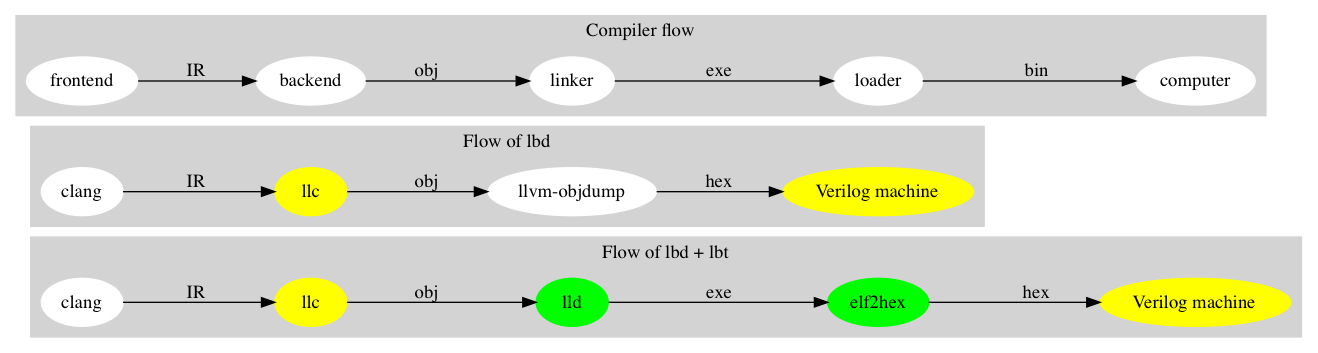 Compiler flow
frontend IR backend obj linker exe loader bin computer
Flow of lbd
clang IR llc obj llvm-objdump hex Verilog machine
Flow of lbd + lbt
clang IR llc obj lld exe elf2hex hex Verilog machine